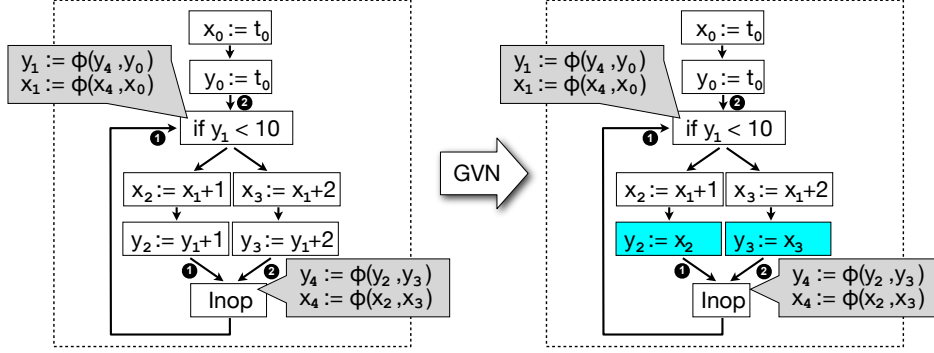 x₀ := t₀
y₁ := Φ(y₄ ,y₀)
x₁ := Φ(x₄ ,x₀)
y₀ := t₀
❷
❶
if y₁ < 10
x₂ := x₁+1
x₃ := x₁+2
y₂ := y₁+1
y₃ := y₁+2
❶
❷
Inop
y₄ := Φ(y₂ ,y₃)
x₄ := Φ(x₂ ,x₃)
GVN
x₀ := t₀
y₁ := Φ(y₄ ,y₀)
x₁ := Φ(x₄ ,x₀)
y₀ := t₀
❷
❶
if y₁ < 10
x₂ := x₁+1
x₃ := x₁+2
y₂ := x₂
y₃ := x₃
❶
❷
Inop
y₄ := Φ(y₂ ,y₃)
x₄ := Φ(x₂ ,x₃)